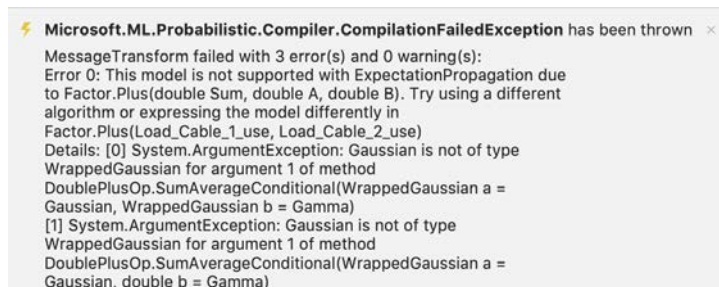 Microsoft.ML.Probabilistic.Compiler.CompilationFailedException has been thrown ×
MessageTransform failed with 3 error(s) and 0 warning(s):
Error 0: This model is not supported with ExpectationPropagation due
to Factor.Plus(double Sum, double A, double B). Try using a different
algorithm or expressing the model differently in
Factor.Plus(Load_Cable_1_use, Load_Cable_2_use)
Details: [0] System.ArgumentException: Gaussian is not of type
WrappedGaussian for argument 1 of method
DoublePlusOp.SumAverageConditional(WrappedGaussian a =
Gaussian, WrappedGaussian b = Gamma)
[1] System.ArgumentException: Gaussian is not of type
WrappedGaussian for argument 1 of method
DoublePlusOp.SumAverageConditional(WrappedGaussian a =
Gaussian, double b = Gamma)